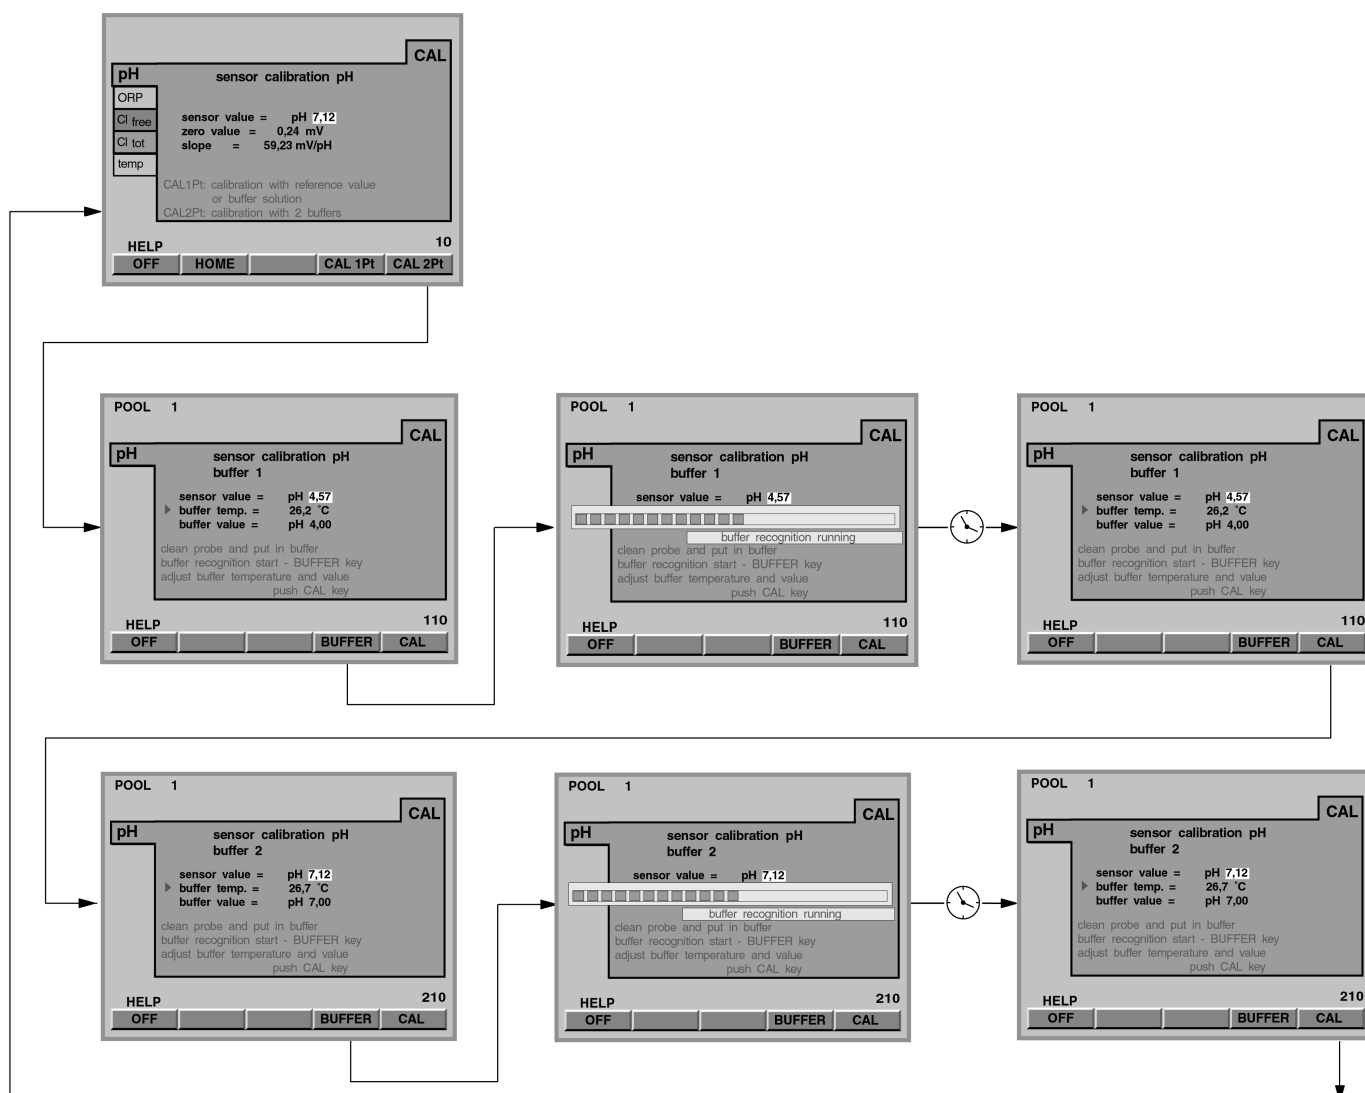 CAL
pH
sensor calibration pH
ORP
Cl free
Cl tot
temp
sensor value = pH 7,12
zero value = 0,24 mV
slope = 59,23 mV/pH
CAL1Pt: calibration with reference value
or buffer solution
CAL2Pt: calibration with 2 buffers
HELP
10
OFF HOME CAL 1Pt CAL 2Pt
POOL 1
CAL
pH
sensor calibration pH
buffer 1
sensor value = pH 4,57
buffer temp. = 26,2 °C
buffer value = pH 4,00
clean probe and put in buffer
buffer recognition start - BUFFER key
adjust buffer temperature and value
push CAL key
HELP
110
OFF BUFFER CAL
POOL 1
CAL
pH
sensor calibration pH
buffer 1
sensor value = pH 4,57
buffer recognition running
clean probe and put in buffer
buffer recognition start - BUFFER key
adjust buffer temperature and value
push CAL key
HELP
110
OFF BUFFER CAL
POOL 1
CAL
pH
sensor calibration pH
buffer 1
sensor value = pH 4,57
buffer temp. = 26,2 °C
buffer value = pH 4,00
clean probe and put in buffer
buffer recognition start - BUFFER key
adjust buffer temperature and value
push CAL key
HELP
110
OFF BUFFER CAL
POOL 1
CAL
pH
sensor calibration pH
buffer 2
sensor value = pH 7,12
buffer temp. = 26,7 °C
buffer value = pH 7,00
clean probe and put in buffer
buffer recognition start - BUFFER key
adjust buffer temperature and value
push CAL key
HELP
210
OFF BUFFER CAL
POOL 1
CAL
pH
sensor calibration pH
buffer 2
sensor value = pH 7,12
buffer recognition running
clean probe and put in buffer
buffer recognition start - BUFFER key
adjust buffer temperature and value
push CAL key
HELP
210
OFF BUFFER CAL
POOL 1
CAL
pH
sensor calibration pH
buffer 2
sensor value = pH 7,12
buffer temp. = 26,7 °C
buffer value = pH 7,00
clean probe and put in buffer
buffer recognition start - BUFFER key
adjust buffer temperature and value
push CAL key
HELP
210
OFF BUFFER CAL